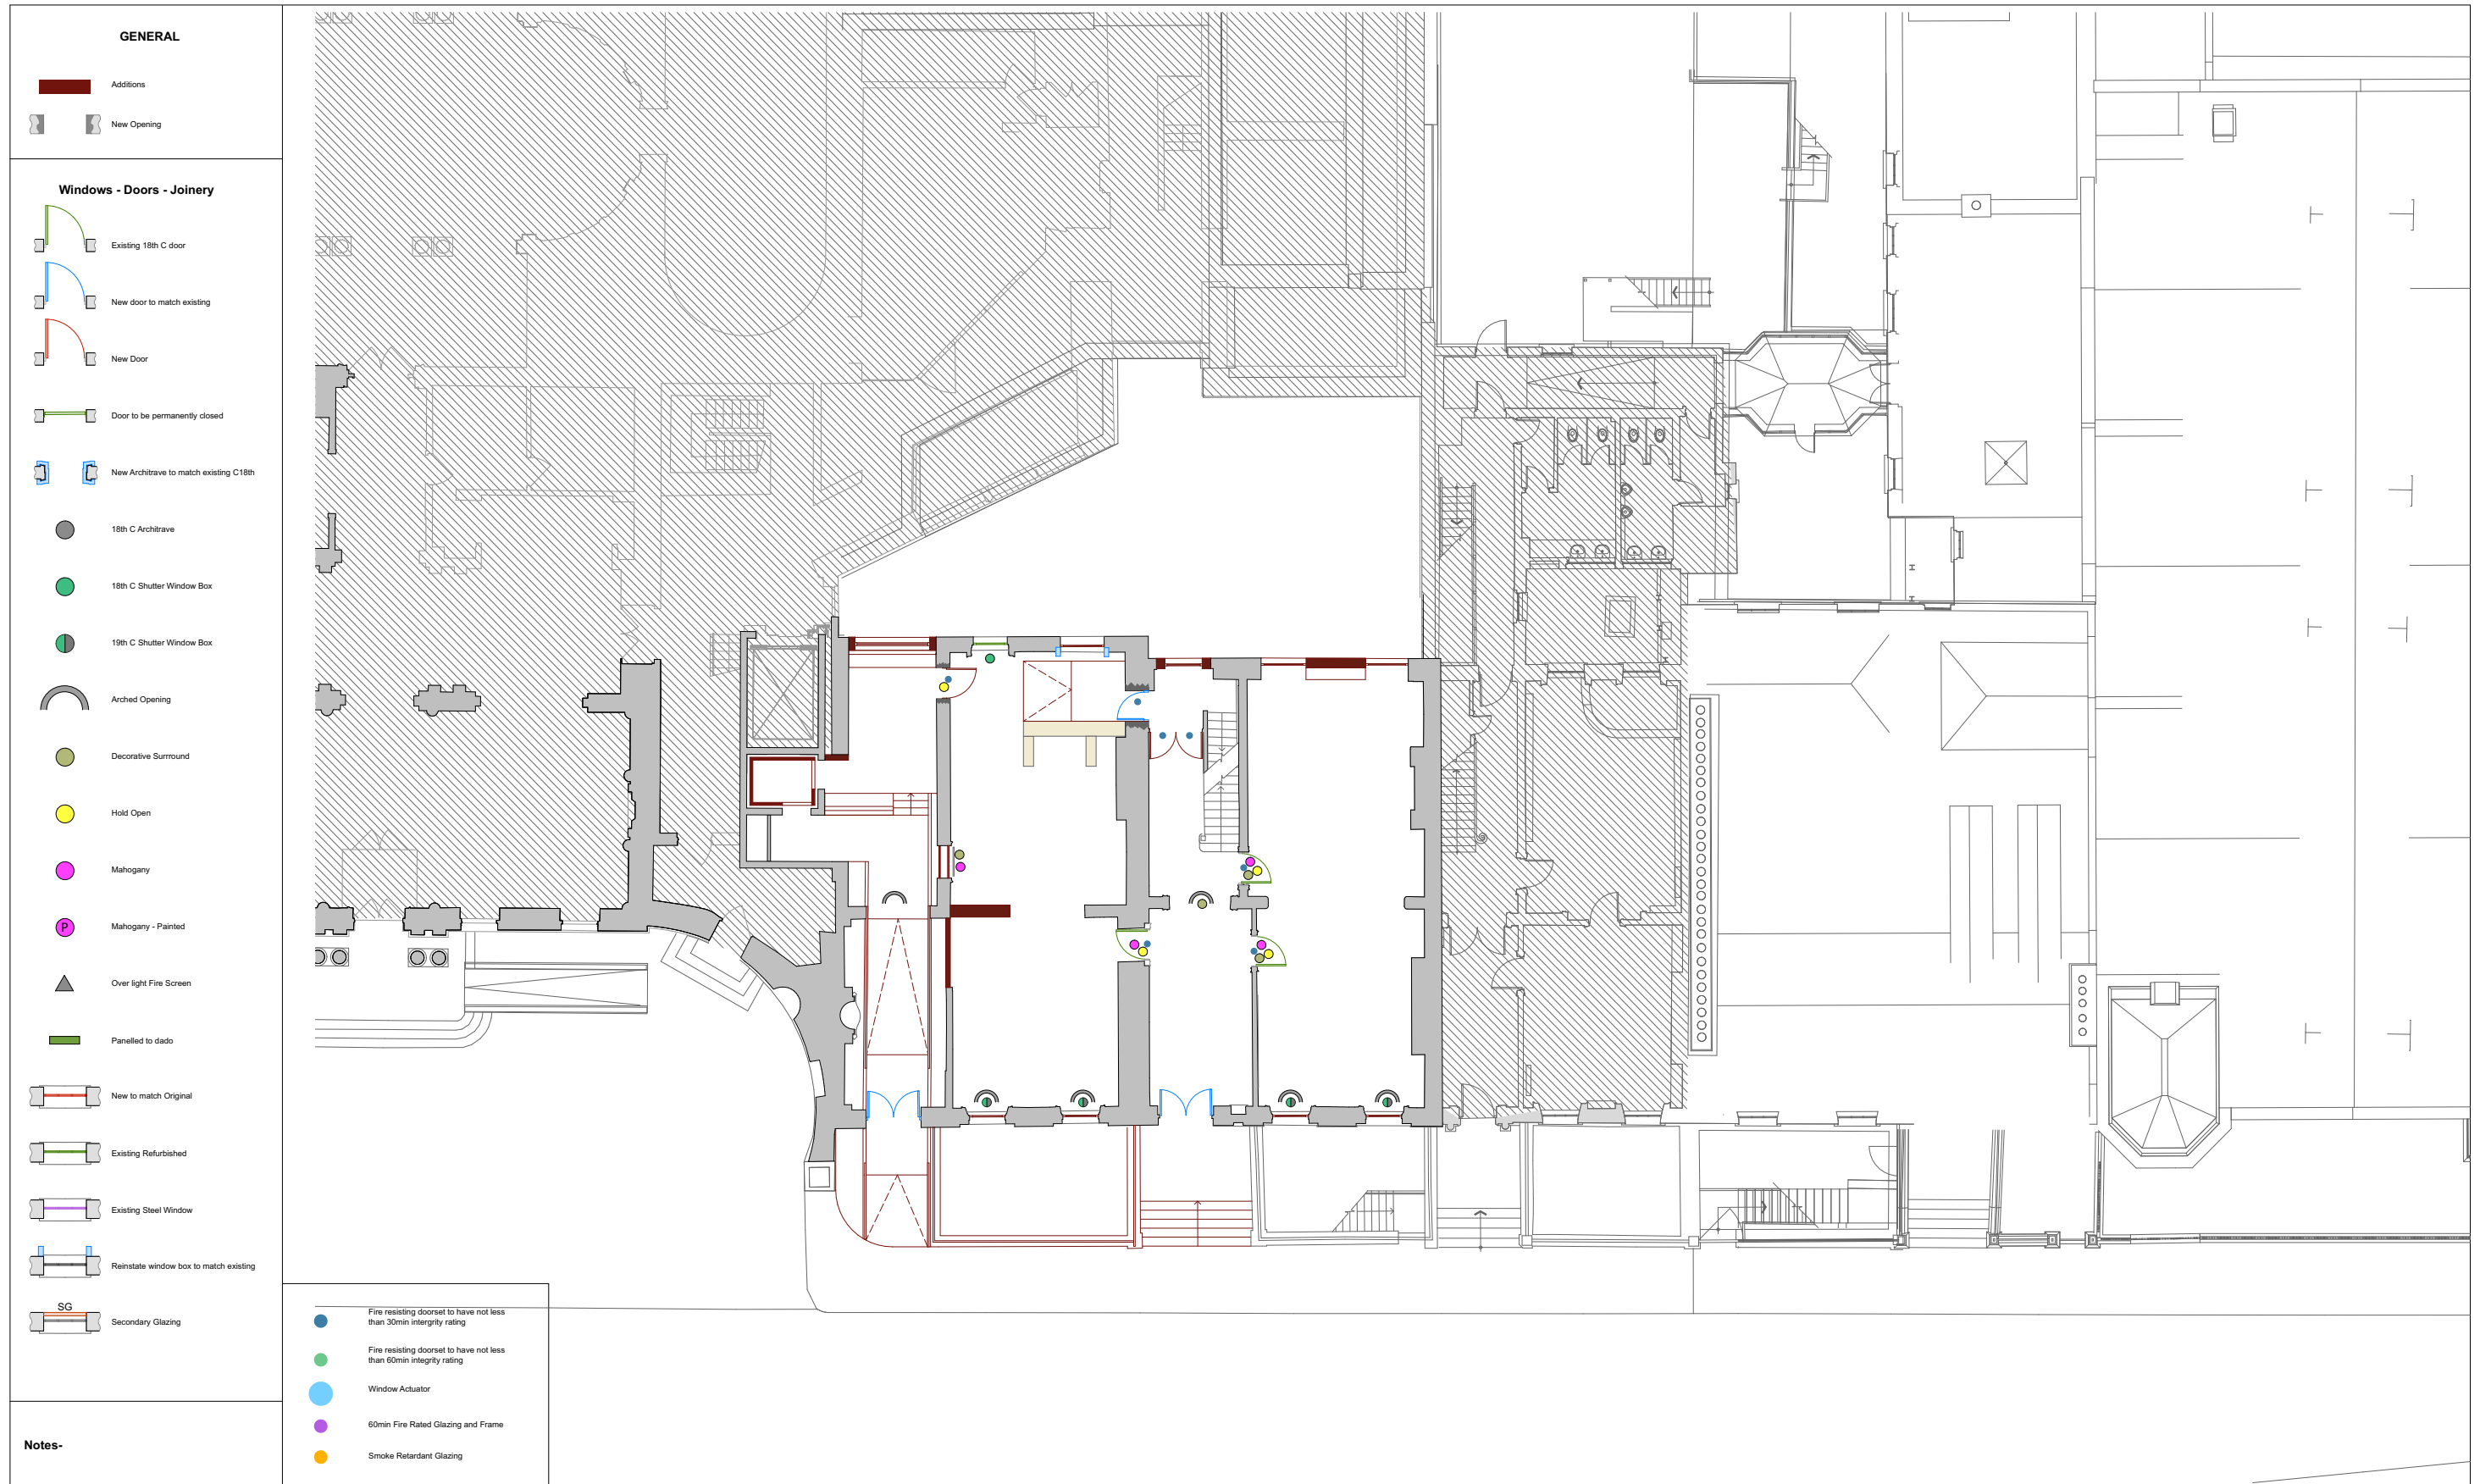 GENERAL
Additions
New Opening
Windows - Doors - Joinery
Existing 18th C door
New door to match existing
New Door
Door to be permanently closed
New Architrave to match existing C18th
18th C Architrave
18th C Shutter Window Box
19th C Shutter Window Box
Arched Opening
Decorative Surrround
Hold Open
Mahogany
P
Mahogany - Painted
Over light Fire Screen
Panelled to dado
New to match Original
Existing Refurbished
Existing Steel Window
Reinstate window box to match existing
SG
Secondary Glazing
Notes-
Fire resisting doorset to have not less
than 30min intergrity rating
Fire resisting doorset to have not less
than 60min integrity rating
Window Actuator
60min Fire Rated Glazing and Frame
Smoke Retardant Glazing